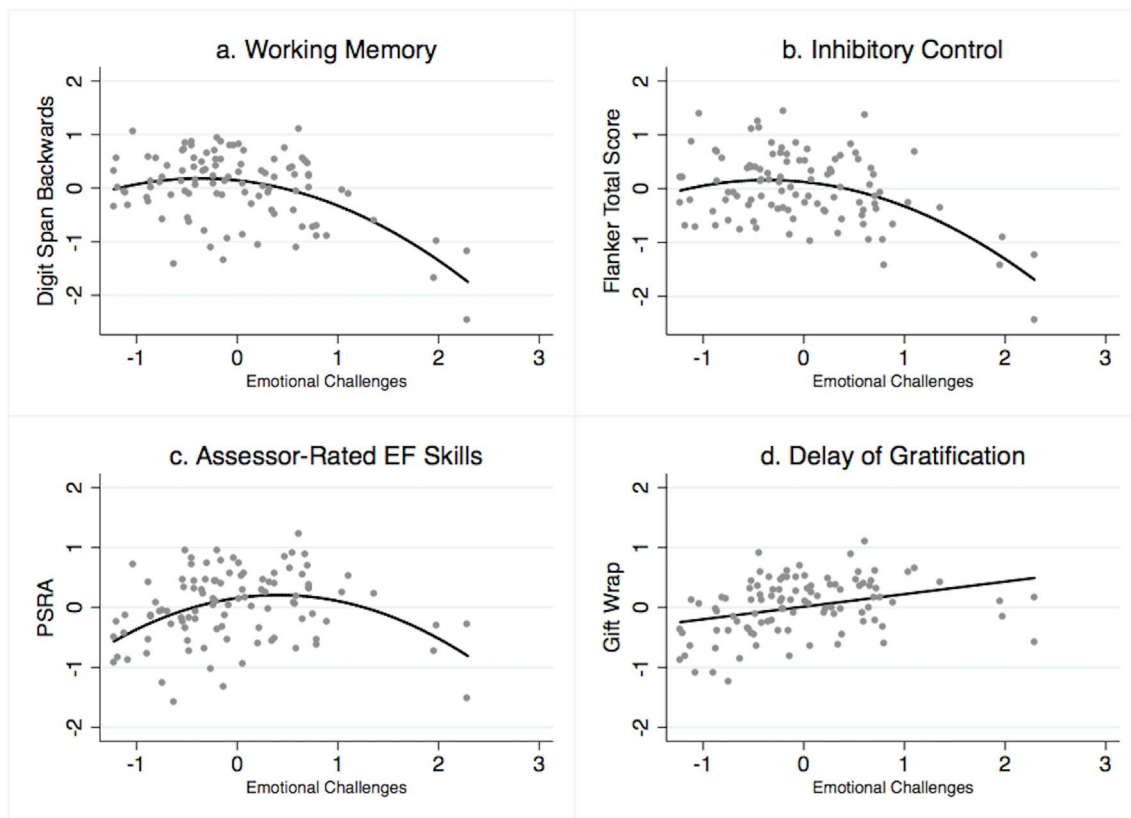 a. Working Memory
Digit Span Backwards
2
1
0
-1
-2
-1 0 1 2 3
Emotional Challenges
b. Inhibitory Control
Flanker Total Score
2
1
0
-1
-2
-1 0 1 2 3
Emotional Challenges
c. Assessor-Rated EF Skills
PSRA
2
1
0
-1
-2
-1 0 1 2 3
Emotional Challenges
d. Delay of Gratification
Gift Wrap
2
1
0
-1
-2
-1 0 1 2 3
Emotional Challenges